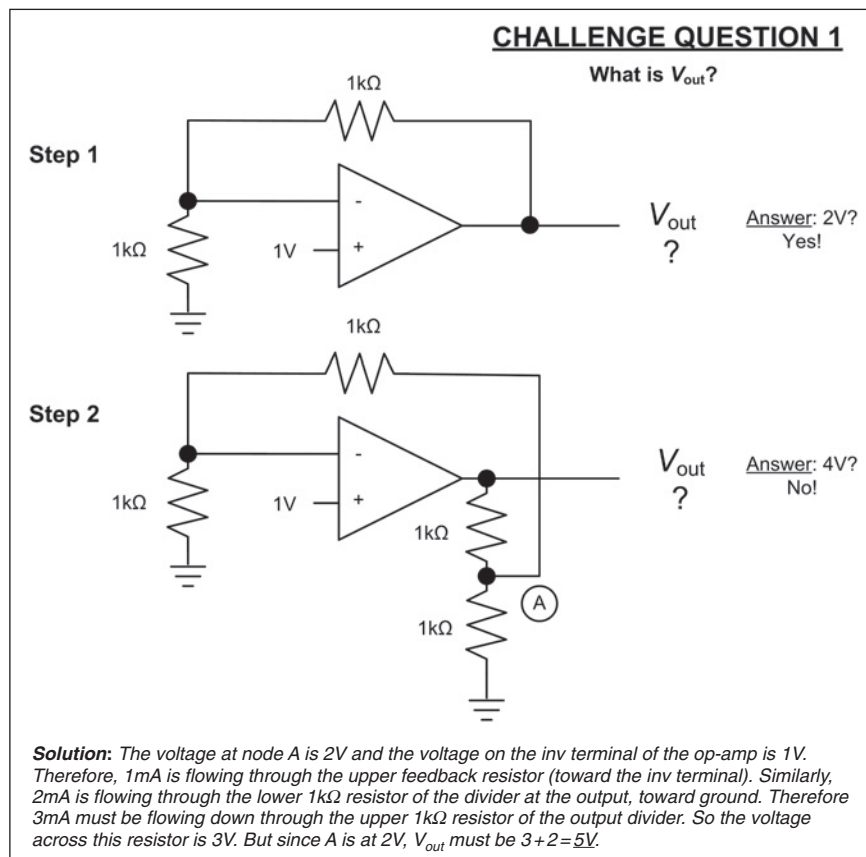 CHALLENGE QUESTION 1
What is Vout?
1kΩ
Step 1
-
1kΩ
1V
+
Vout
?
Answer: 2V?
Yes!
1kΩ
Step 2
-
1kΩ
1V
+
Vout
?
Answer: 4V?
No!
1kΩ
A
1kΩ
Solution: The voltage at node A is 2V and the voltage on the inv terminal of the op-amp is 1V.
Therefore, 1mA is flowing through the upper feedback resistor (toward the inv terminal). Similarly,
2mA is flowing through the lower 1kΩ resistor of the divider at the output, toward ground. Therefore
3mA must be flowing down through the upper 1kΩ resistor of the output divider. So the voltage
across this resistor is 3V. But since A is at 2V, Vout must be 3+2=5V.